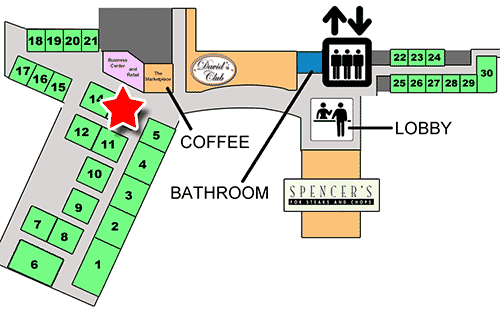 18 19 20 21
Business
Center
and
Retail
The
Marketplace
David's
Club
22 23 24
17 16 15
25 26 27 28 29
30
14
12 11
5
COFFEE
LOBBY
4
10
BATHROOM
3
SPENCER'S
FOR STEAKS AND CHOPS
9
7 8
2
6
1